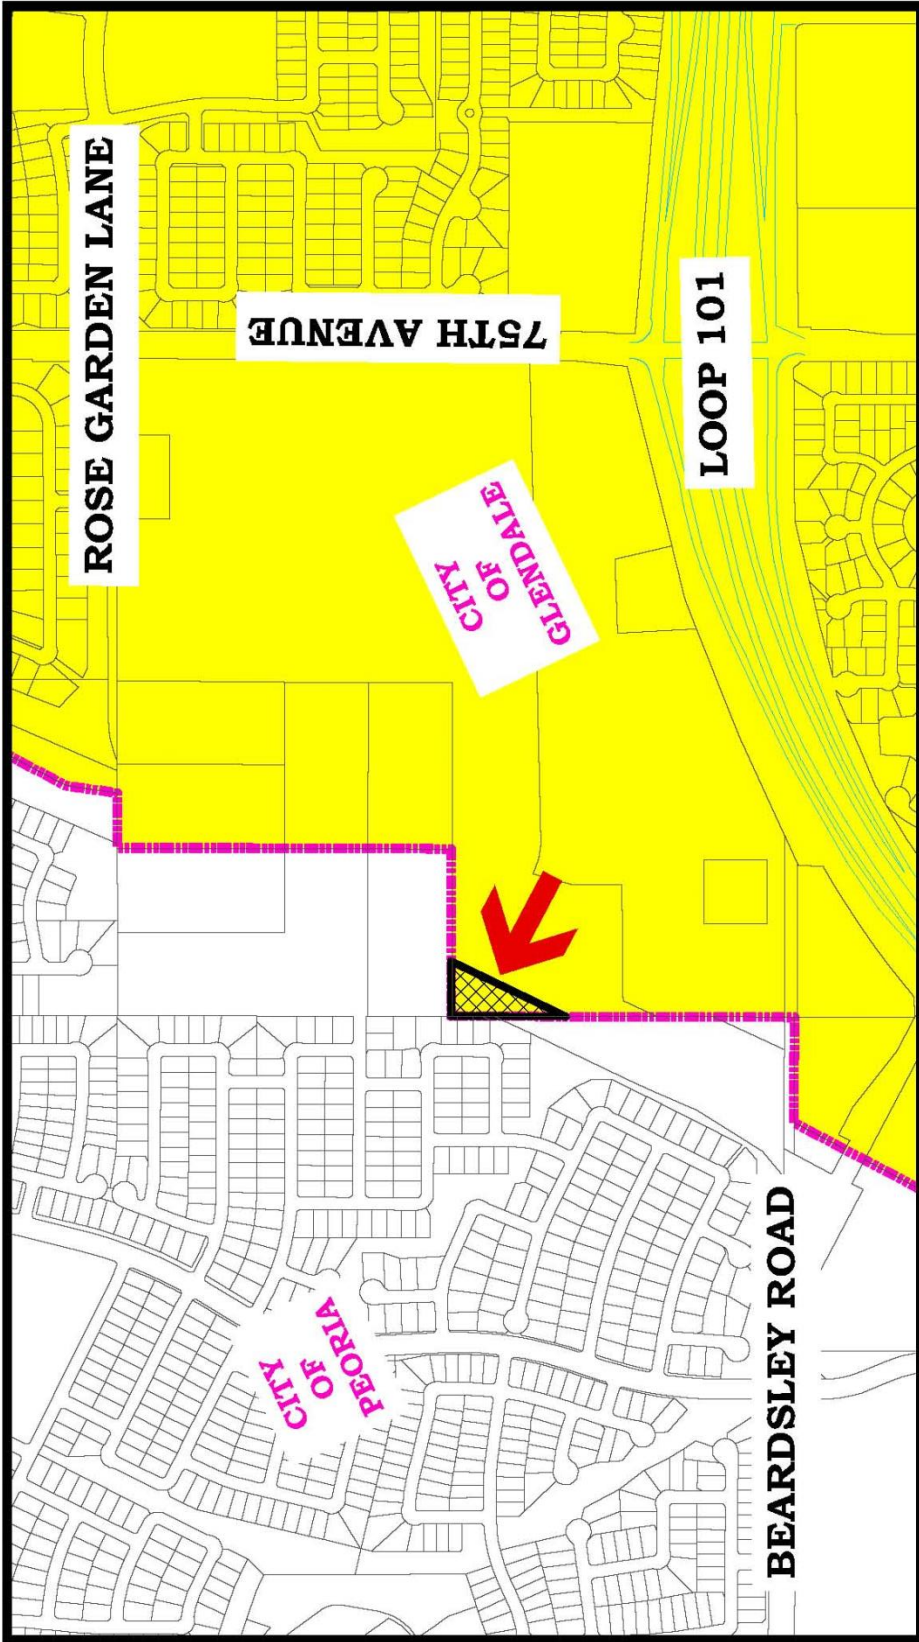 ROSE GARDEN LANE
75TH AVENUE
LOOP 101
CITY
OF
GLENDALE
CITY
OF
PEORIA
BEARDSLEY ROAD